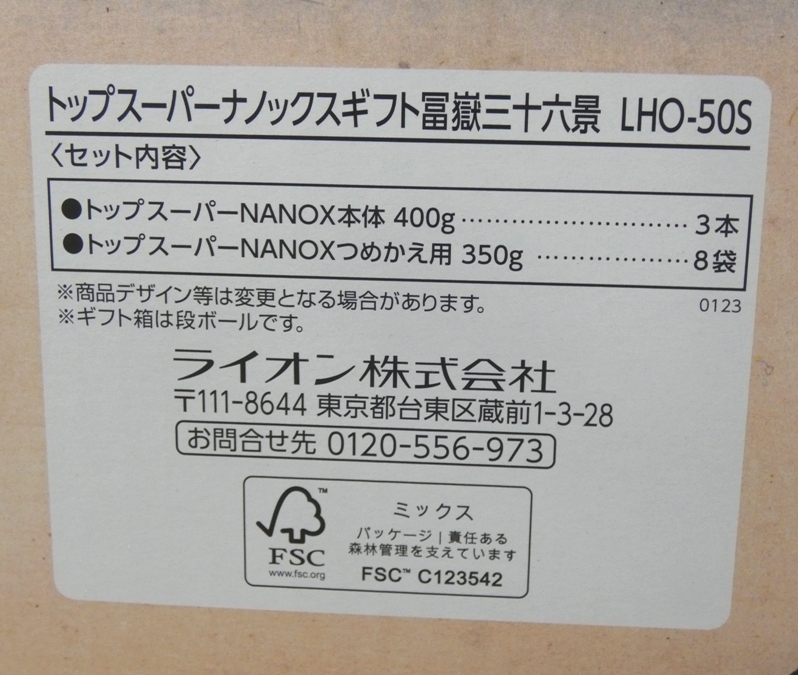 トップスーパーナノックスギフト冨嶽三十六景 LHO-50S
〈セット内容〉
●トップスーパーNANOX本体 400g …………………… 3本
●トップスーパーNANOXつめかえ用 350g …………… 8袋
※商品デザイン等は変更となる場合があります。
※ギフト箱は段ボールです。
0123
ライオン株式会社
〒111-8644 東京都台東区蔵前1-3-28
お問合せ先 0120-556-973
FSC
™
www.fsc.org
ミックス
パッケージ|責任ある
森林管理を支えています
FSC™ C123542